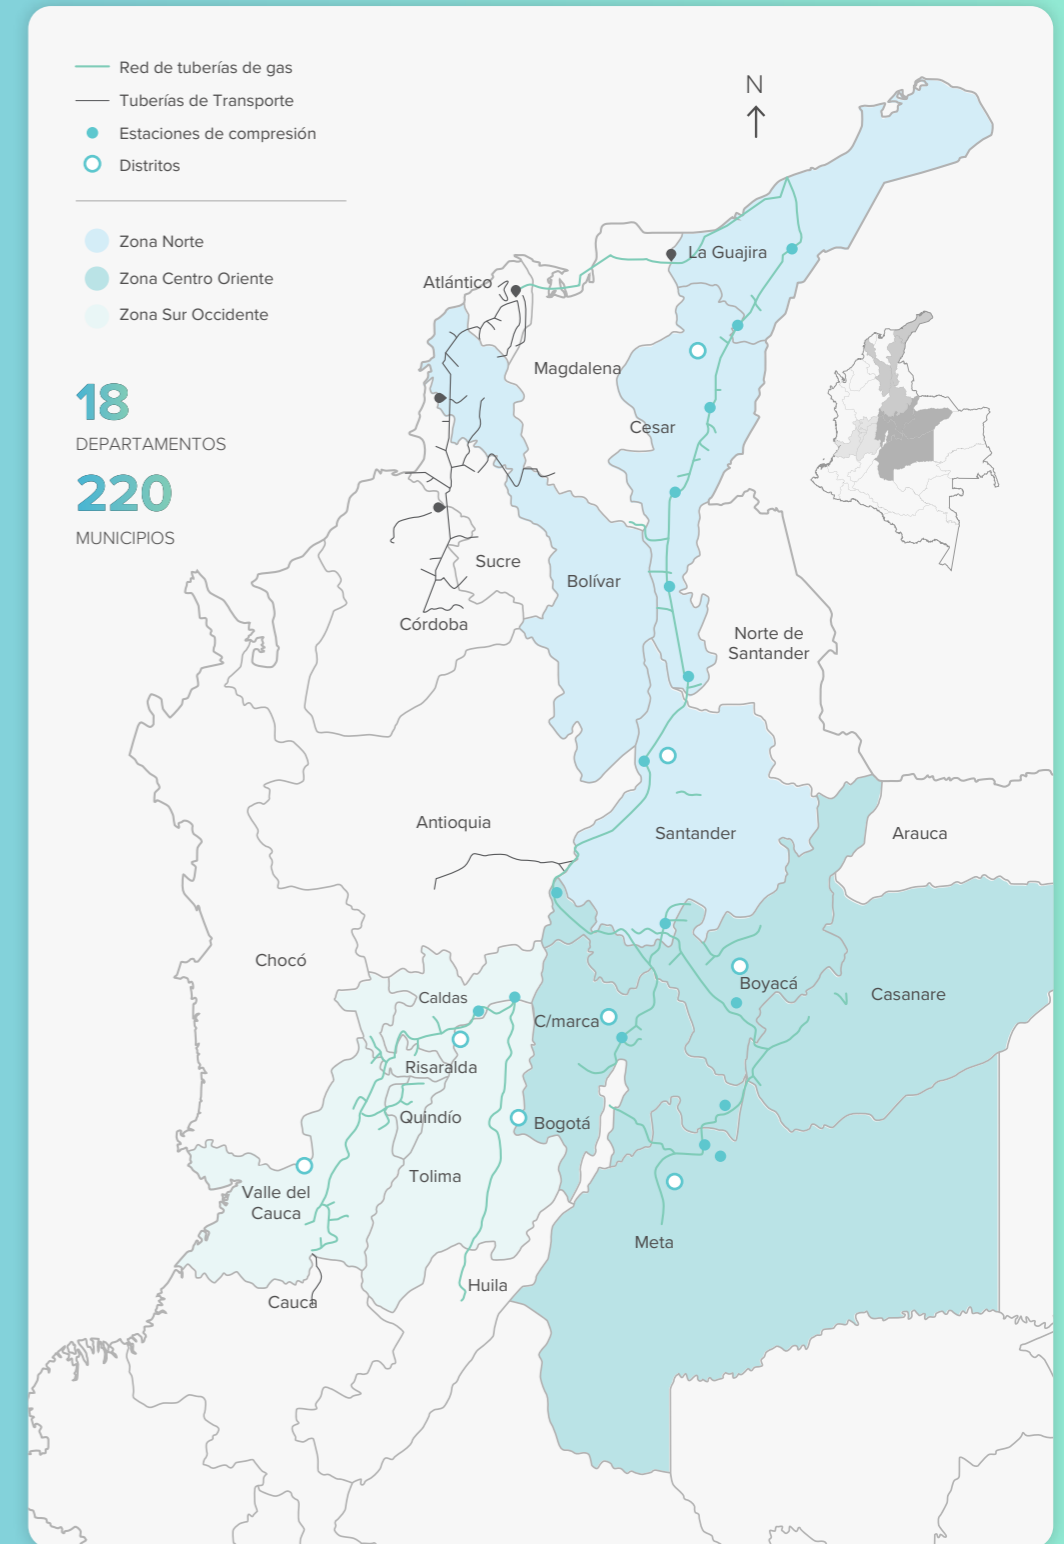 Red de tuberías de gas
Tuberías de Transporte
Estaciones de compresión
Distritos
Zona Norte
Zona Centro Oriente
Zona Sur Occidente
18
DEPARTAMENTOS
220
MUNICIPIOS
N
La Guajira
Atlántico
Magdalena
Cesar
Sucre
Bolívar
Córdoba
Norte de
Santander
Antioquia
Santander
Arauca
Chocó
Boyacá
Casanare
Caldas
C/marca
Risaralda
Quindío
Bogotá
Tolima
Valle del
Cauca
Meta
Huila
Cauca